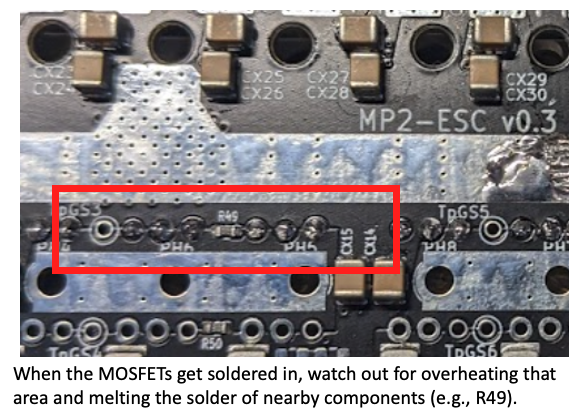 CX23 CX25 CX27 CX29
CX24 CX26 CX28 CX30
MP2-ESC v0.3
TpGS3 R49 TpGS5
PH6 PH5 CX15 CX14 PH8
R50
TpGS4 TpGS6
When the MOSFETs get soldered in, watch out for overheating that
area and melting the solder of nearby components (e.g., R49).